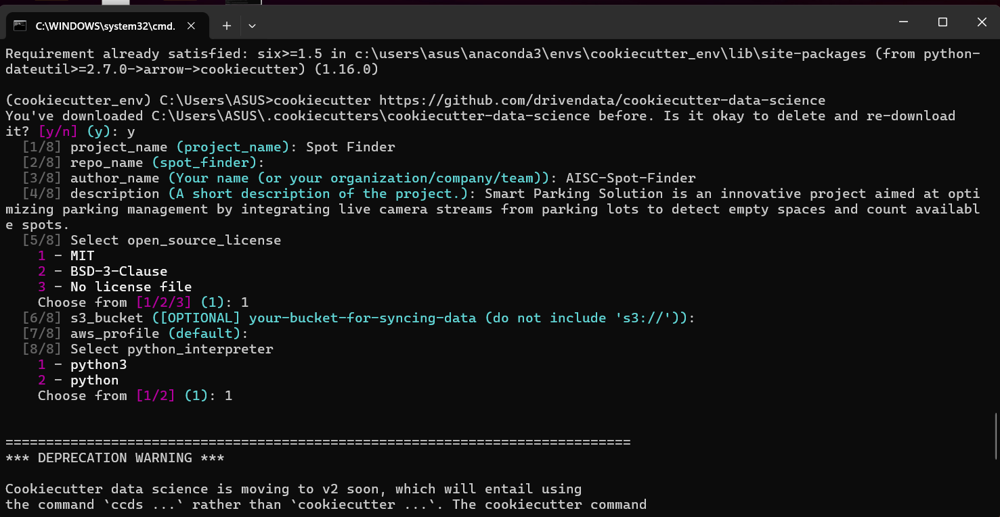 C:\WINDOWS\system32\cmd.
Requirement already satisfied: six>=1.5 in c:\users\asus\anaconda3\envs\cookiecutter_env\lib\site-packages (from python-
dateutil>=2.7.0->arrow->cookiecutter) (1.16.0)
(cookiecutter_env) C:\Users\ASUS>cookiecutter https://github.com/drivendata/cookiecutter-data-science
You've downloaded C:\Users\ASUS\.cookiecutters\cookiecutter-data-science before. Is it okay to delete and re-download
it? [y/n] (y): y
[1/8] project_name (project_name): Spot Finder
[2/8] repo_name (spot_finder):
[3/8] author_name (Your name (or your organization/company/team)): AISC-Spot-Finder
[4/8] description (A short description of the project.): Smart Parking Solution is an innovative project aimed at opti
mizing parking management by integrating live camera streams from parking lots to detect empty spaces and count availabl
e spots.
[5/8] Select open_source_license
1 - MIT
2 - BSD-3-Clause
3 - No license file
Choose from [1/2/3] (1): 1
[6/8] s3_bucket ([OPTIONAL] your-bucket-for-syncing-data (do not include 's3://')):
[7/8] aws_profile (default):
[8/8] Select python_interpreter
1 - python3
2 - python
Choose from [1/2] (1): 1
=============================================================================
*** DEPRECATION WARNING ***
Cookiecutter data science is moving to v2 soon, which will entail using
the command `ccds ...` rather than `cookiecutter ...`. The cookiecutter command